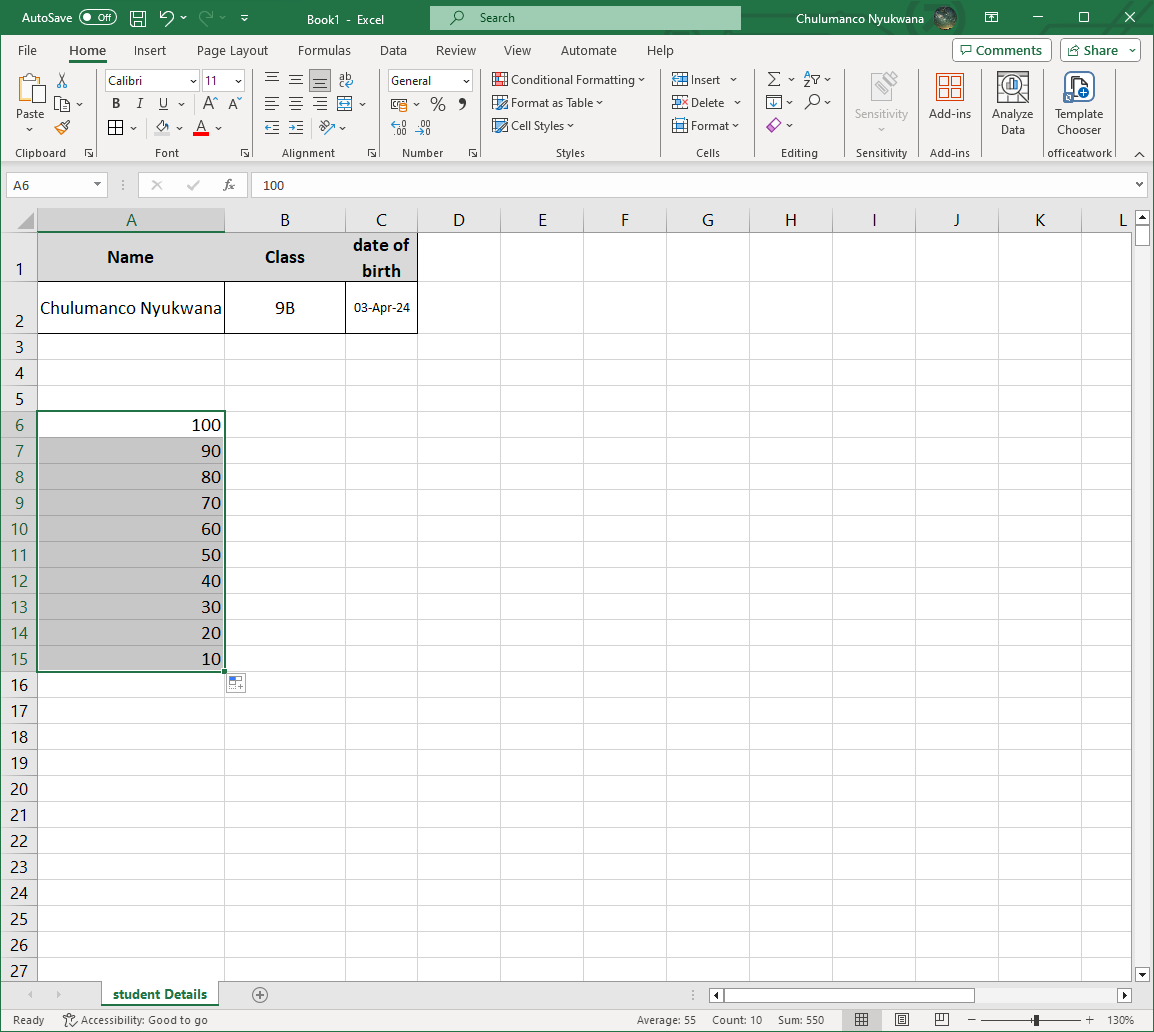 AutoSave Off Book1 - Excel Search Chulumanco Nyukwana
File Home Insert Page Layout Formulas Data Review View Automate Help Comments Share
Paste
Calibri 11
B I U A A
A
ab
General
% 9
.00
.00
Conditional Formatting
Format as Table
Cell Styles
Insert
Delete
Format
Sensitivity
Add-ins
Analyze
Data
Template
Chooser
Clipboard Font Alignment Number Styles Cells Editing Sensitivity Add-ins officeatwork
A6 fx 100
A B C D E F G H I J K L
1 Name Class date of
birth
2 Chulumanco Nyukwana 9B 03-Apr-24
3
4
5
6 100
7 90
8 80
9 70
10 60
11 50
12 40
13 30
14 20
15 10
16
17
18
19
20
21
22
23
24
25
26
27
student Details
Ready Accessibility: Good to go Average: 55 Count: 10 Sum: 550 130%